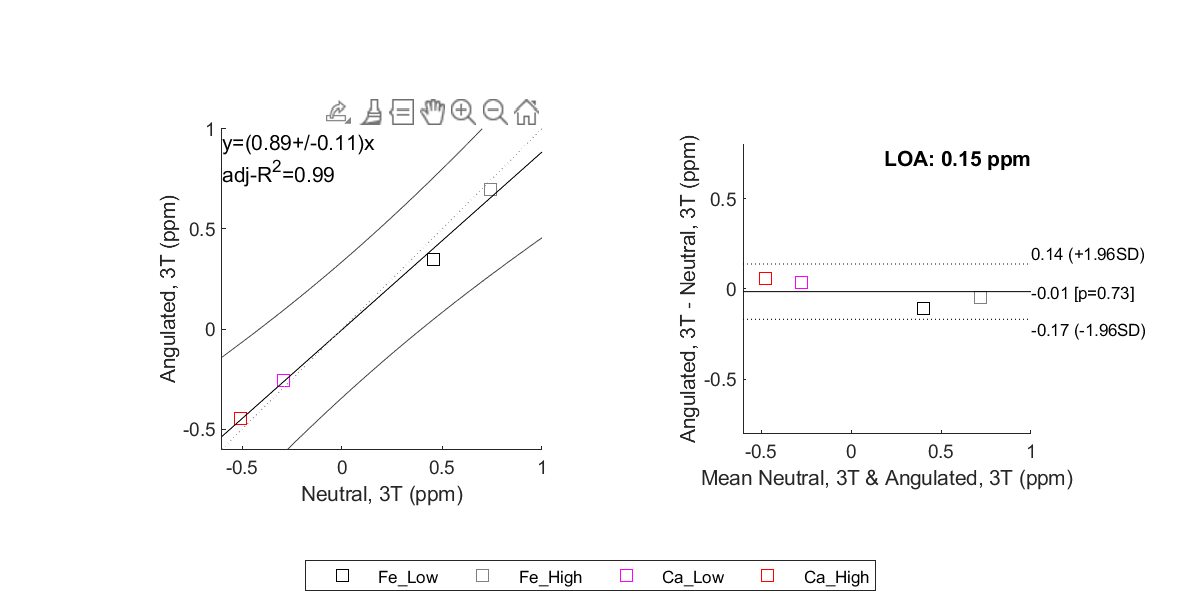 y=(0.89+/-0.11)x
adj-R2=0.99
1
0.5
0
-0.5
-0.5
0
0.5
1
Angulated, 3T (ppm)
Neutral, 3T (ppm)
LOA: 0.15 ppm
0.5
0
-0.5
-0.5
0
0.5
1
0.14 (+1.96SD)
-0.01 [p=0.73]
-0.17 (-1.96SD)
Angulated, 3T - Neutral, 3T (ppm)
Mean Neutral, 3T & Angulated, 3T (ppm)
Fe_Low
Fe_High
Ca_Low
Ca_High